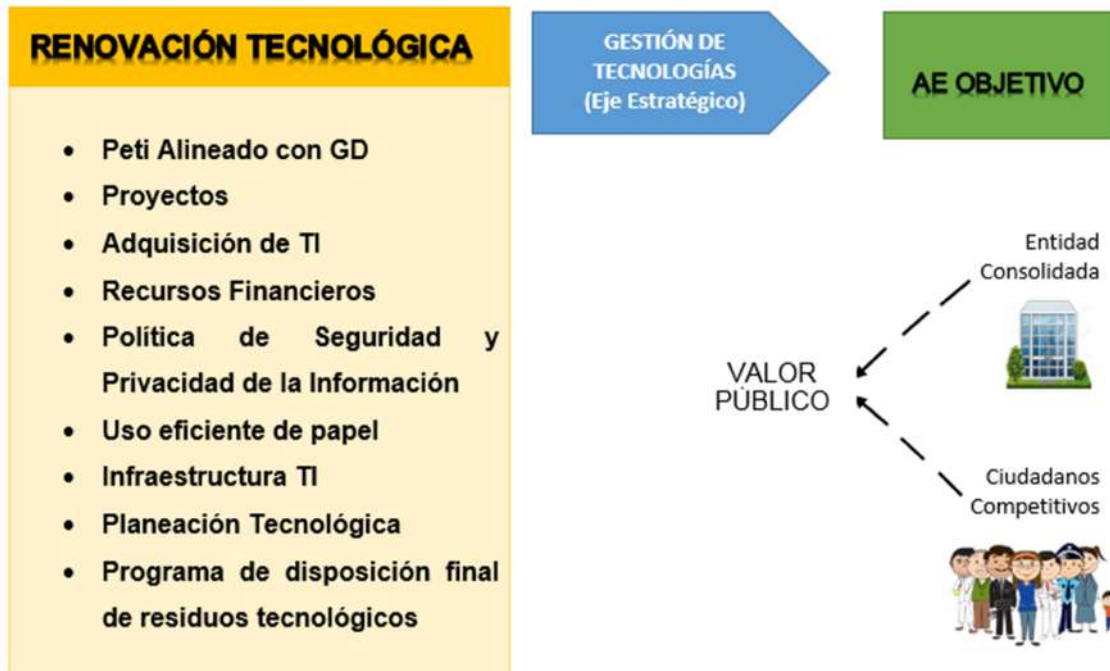 RENOVACIÓN TECNOLÓGICA
• Peti Alineado con GD
• Proyectos
• Adquisición de TI
• Recursos Financieros
• Política de Seguridad y
Privacidad de la Información
• Uso eficiente de papel
• Infraestructura TI
• Planeación Tecnológica
• Programa de disposición final
de residuos tecnológicos
GESTIÓN DE
TECNOLOGÍAS
(Eje Estratégico)
AE OBJETIVO
Entidad
Consolidada
VALOR
PÚBLICO
Ciudadanos
Competitivos